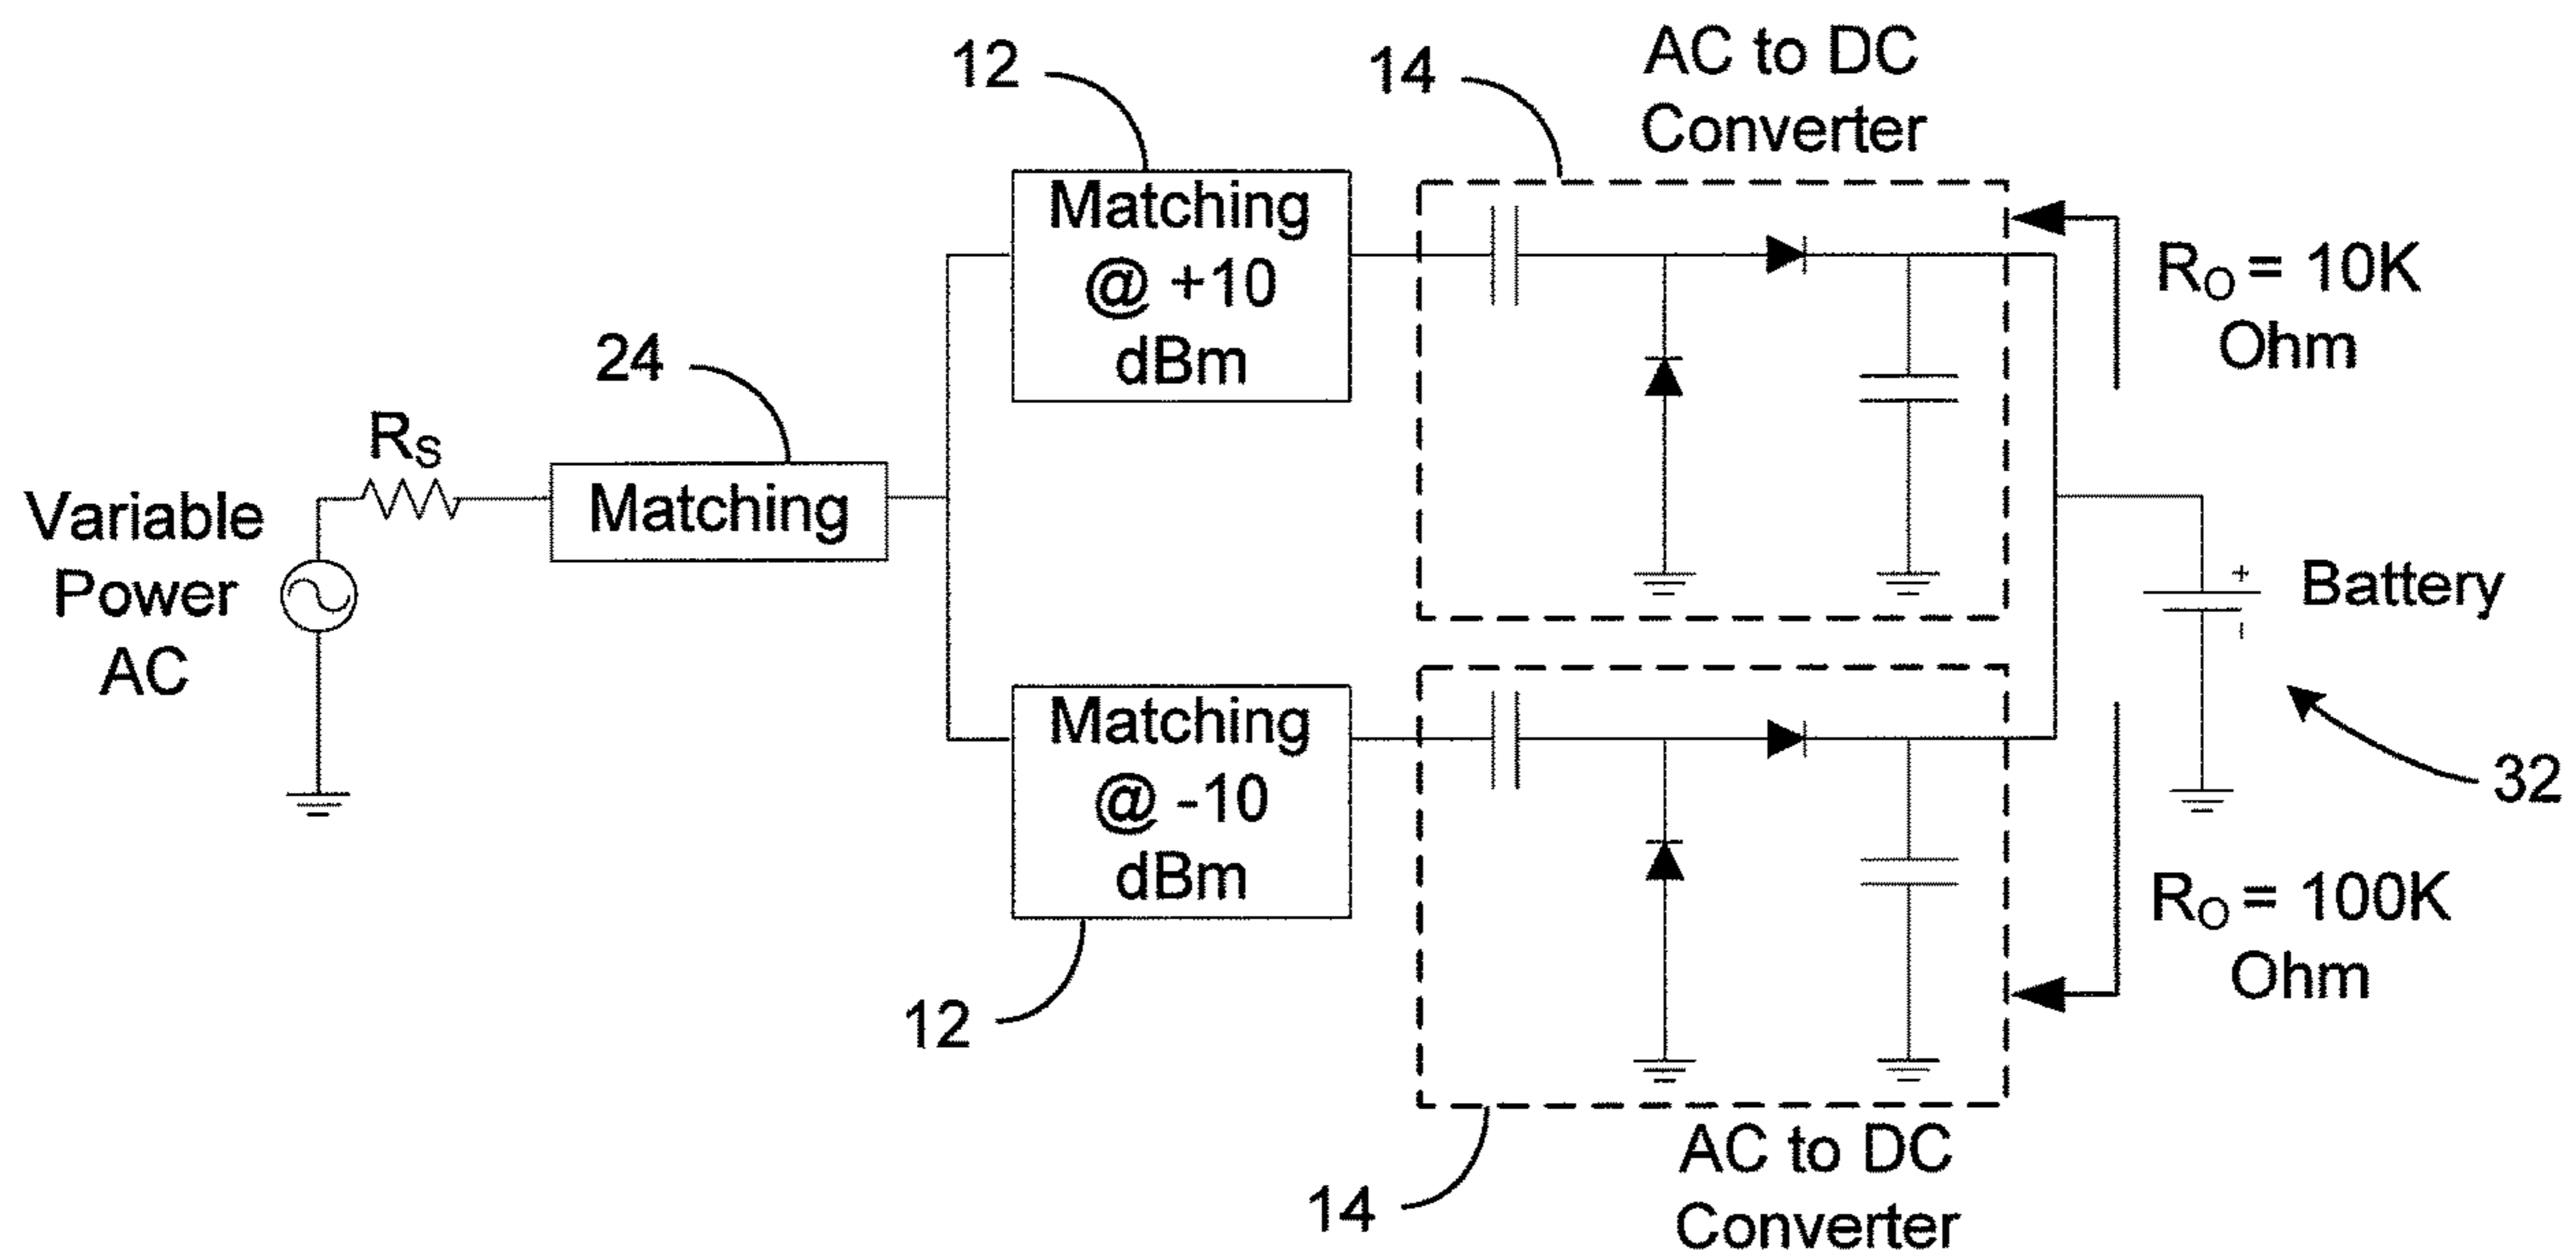 12
14
AC to DC
Converter
Matching
@ +10
dBm
RO = 10K
Ohm
24
RS
Matching
Variable
Power
AC
+
-
Battery
32
Matching
@ -10
dBm
RO = 100K
Ohm
12
14
AC to DC
Converter